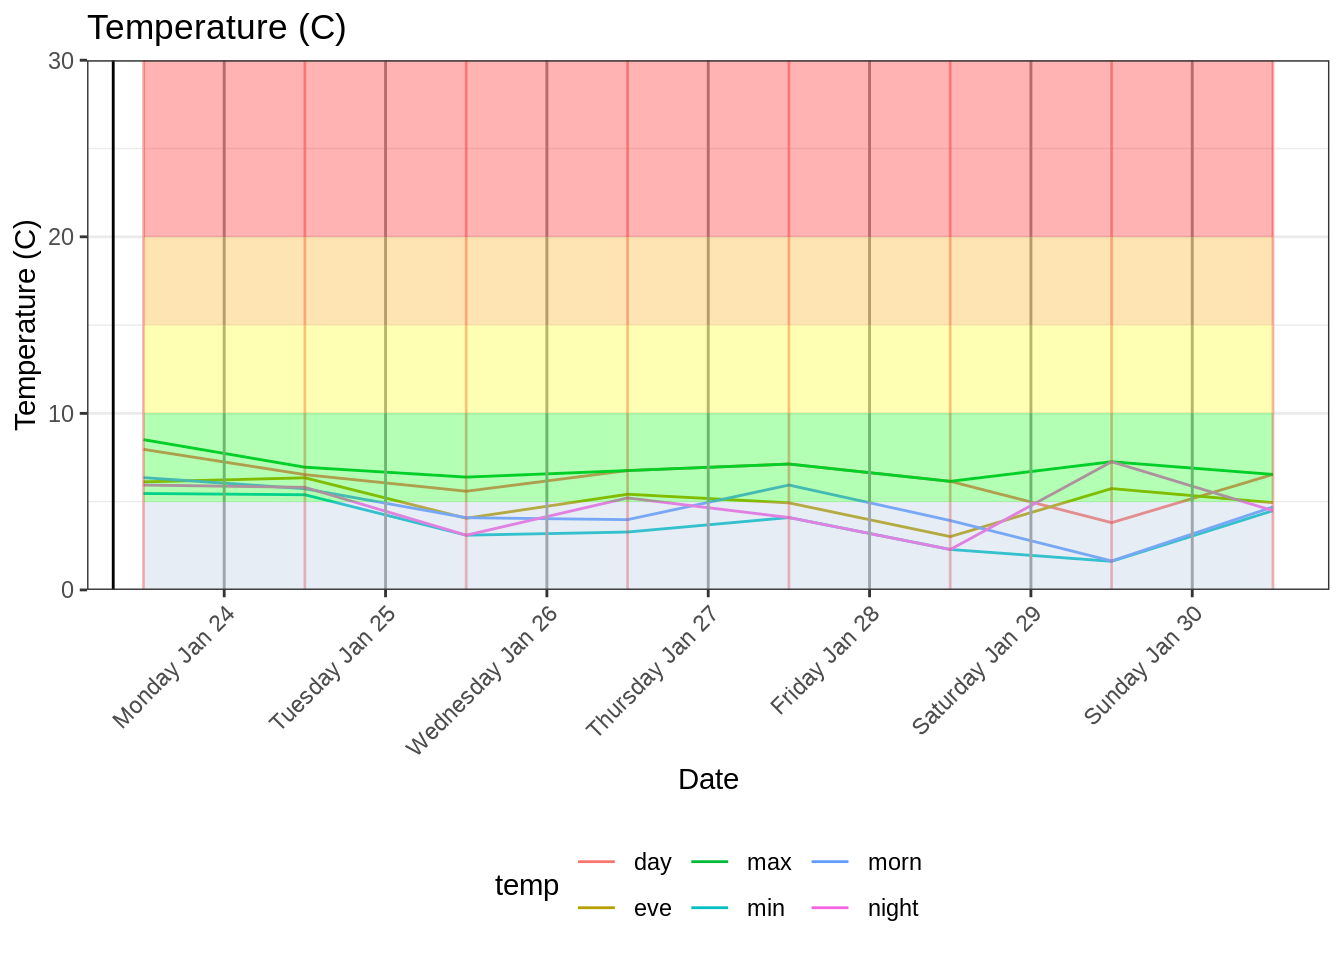 Temperature (C)
Temperature (C)
30
20
10
0
Monday Jan 24
Tuesday Jan 25
Wednesday Jan 26
Thursday Jan 27
Friday Jan 28
Saturday Jan 29
Sunday Jan 30
Date
temp
day
max
morn
eve
min
night